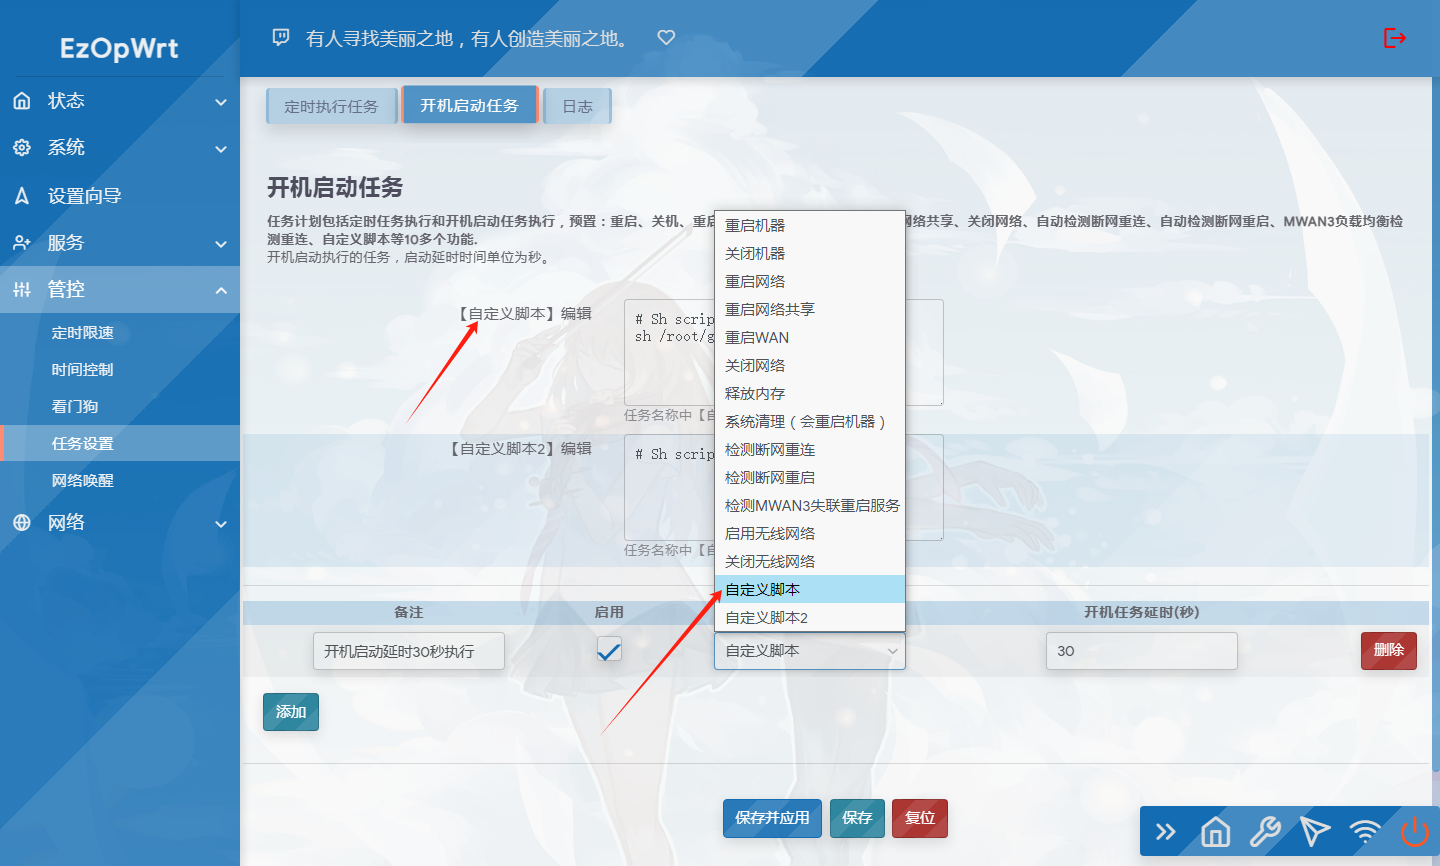 EzOpWrt
有人寻找美丽之地，有人创造美丽之地。
状态
系统
设置向导
服务
管控
定时限速
时间控制
看门狗
任务设置
网络唤醒
网络
定时执行任务
开机启动任务
日志
开机启动任务
任务计划包括定时任务执行和开机启动任务执行，预置：重启、关机、重启
网络共享、关闭网络、自动检测断网重连、自动检测断网重启、MWAN3负载均衡检
测重连、自定义脚本等10多个功能.
开机启动执行的任务，启动延时时间单位为秒。
【自定义脚本】编辑
# Sh scrip
sh /root/g
任务名称中【自
【自定义脚本2】编辑
# Sh scrip
任务名称中【自
重启机器
关闭机器
重启网络
重启网络共享
重启WAN
关闭网络
释放内存
系统清理（会重启机器）
检测断网重连
检测断网重启
检测MWAN3失联重启服务
启用无线网络
关闭无线网络
自定义脚本
自定义脚本2
备注
启用
开机任务延时(秒)
开机启动延时30秒执行
自定义脚本
30
删除
添加
保存并应用
保存
复位